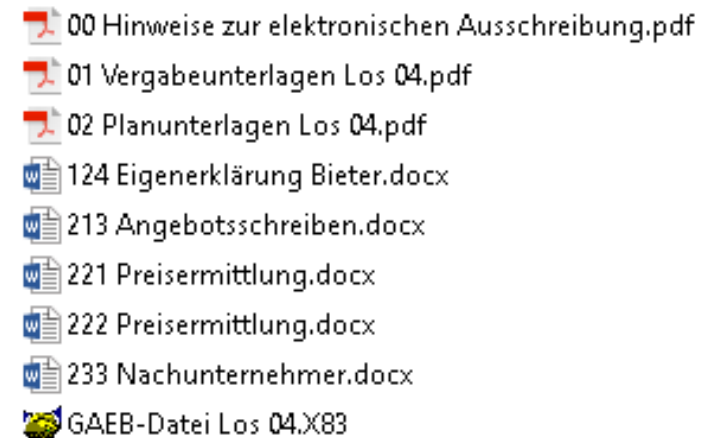 00 Hinweise zur elektronischen Ausschreibung.pdf
01 Vergabeunterlagen Los 04.pdf
02 Planunterlagen Los 04.pdf
124 Eigenerklärung Bieter.docx
213 Angebotsschreiben.docx
221 Preisermittlung.docx
222 Preisermittlung.docx
233 Nachunternehmer.docx
GAEB-Datei Los 04.X83